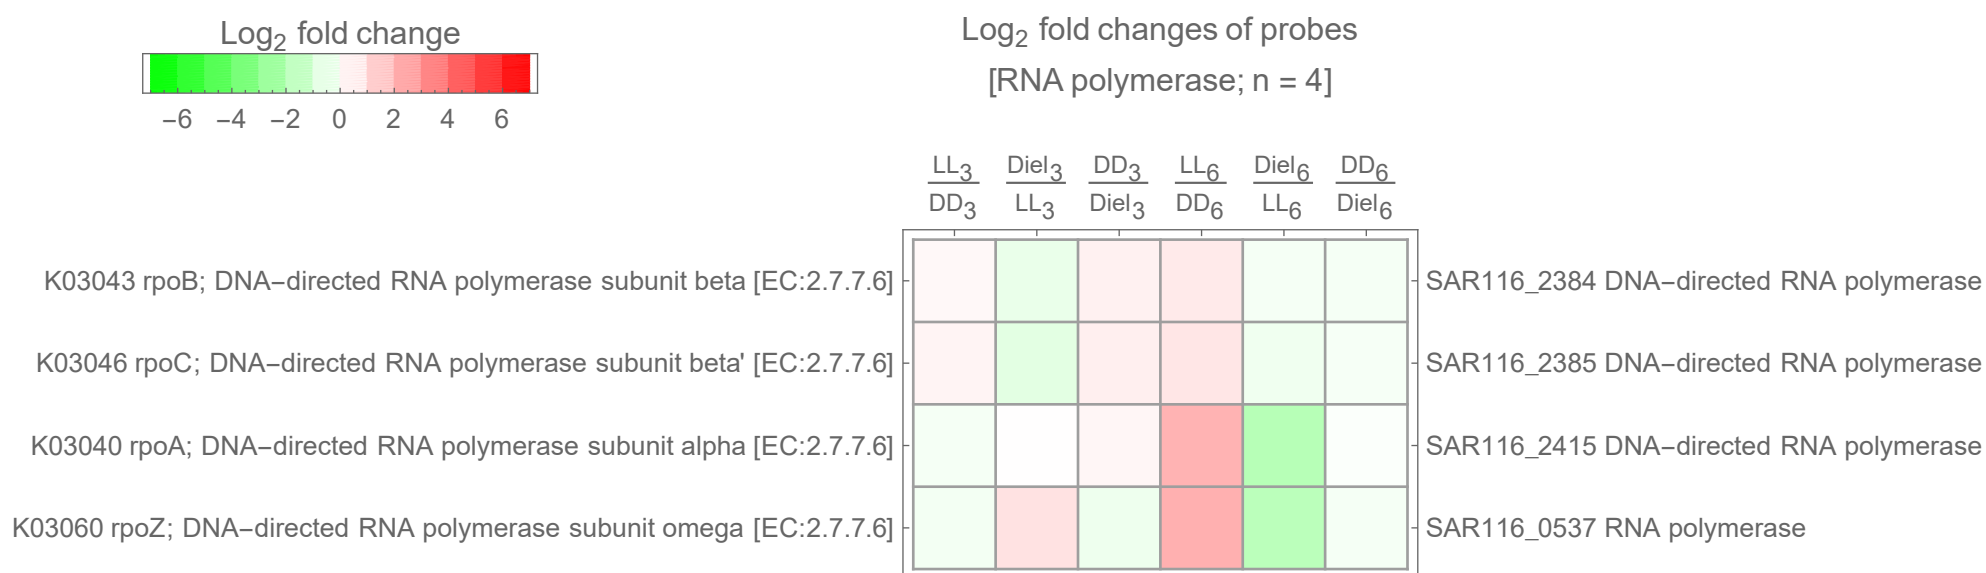 Log2 fold change
−6 −4 −2 0 2 4 6
Log2 fold changes of probes
[RNA polymerase; n = 4]
LL3 Diel3 DD3 LL6 Diel6 DD6
DD3 LL3 Diel3 DD6 LL6 Diel6
K03043 rpoB; DNA−directed RNA polymerase subunit beta [EC:2.7.7.6] SAR116_2384 DNA−directed RNA polymerase
K03046 rpoC; DNA−directed RNA polymerase subunit beta' [EC:2.7.7.6] SAR116_2385 DNA−directed RNA polymerase
K03040 rpoA; DNA−directed RNA polymerase subunit alpha [EC:2.7.7.6] SAR116_2415 DNA−directed RNA polymerase
K03060 rpoZ; DNA−directed RNA polymerase subunit omega [EC:2.7.7.6] SAR116_0537 RNA polymerase